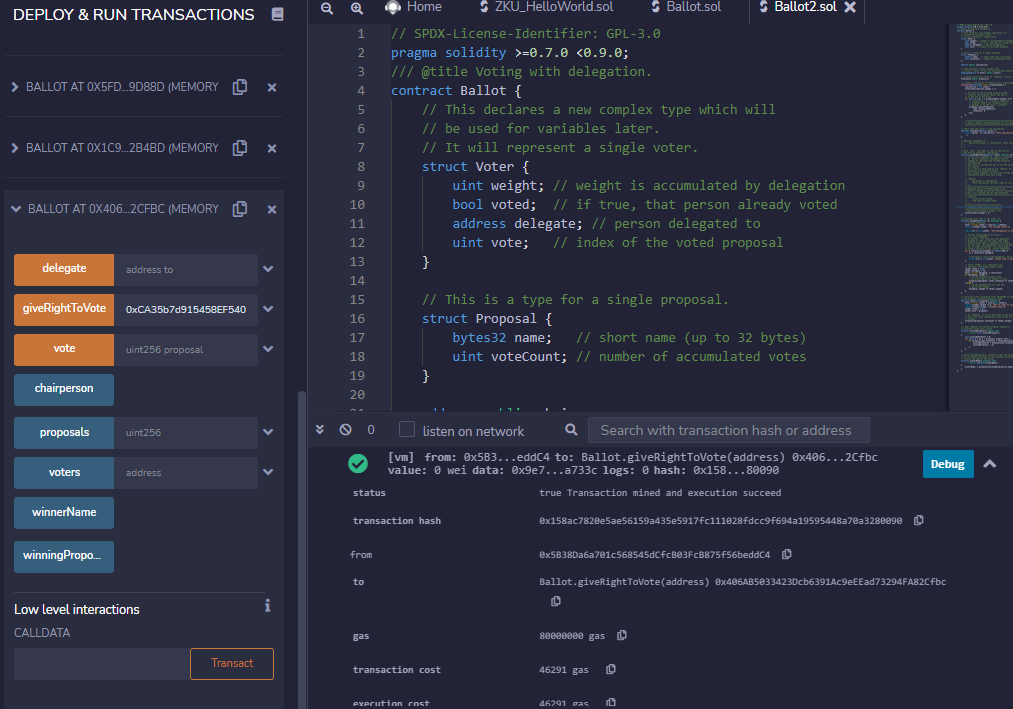 DEPLOY & RUN TRANSACTIONS
BALLOT AT 0X5FD...9D88D (MEMORY
BALLOT AT 0X1C9...2B4BD (MEMORY
BALLOT AT 0X406...2CFBC (MEMORY
delegate address to
giveRightToVote 0xCA35b7d915458EF540
vote uint256 proposal
chairperson
proposals uint256
voters address
winnerName
winningPropo...
Low level interactions
CALLDATA
Transact
Home ZKU_HelloWorld.sol Ballot.sol Ballot2.sol
1 // SPDX-License-Identifier: GPL-3.0
2 pragma solidity >=0.7.0 <0.9.0;
3 /// @title Voting with delegation.
4 contract Ballot {
5 // This declares a new complex type which will
6 // be used for variables later.
7 // It will represent a single voter.
8 struct Voter {
9 uint weight; // weight is accumulated by delegation
10 bool voted; // if true, that person already voted
11 address delegate; // person delegated to
12 uint vote; // index of the voted proposal
13 }
14
15 // This is a type for a single proposal.
16 struct Proposal {
17 bytes32 name; // short name (up to 32 bytes)
18 uint voteCount; // number of accumulated votes
19 }
20
0 listen on network Search with transaction hash or address
[vm] from: 0x5B3...eddC4 to: Ballot.giveRightToVote(address) 0x406...2Cfbc
value: 0 wei data: 0x9e7...a733c logs: 0 hash: 0x158...80090
Debug
status true Transaction mined and execution succeed
transaction hash 0x158ac7820e5ae56159a435e5917fc111028fdcc9f694a19595448a70a3280090
from 0x5B38Da6a701c568545dCfcB03FcB875f56beddC4
to Ballot.giveRightToVote(address) 0x406AB5033423Dcb6391Ac9eEEad73294FA82Cfbc
gas 80000000 gas
transaction cost 46291 gas
execution cost 46291 gas